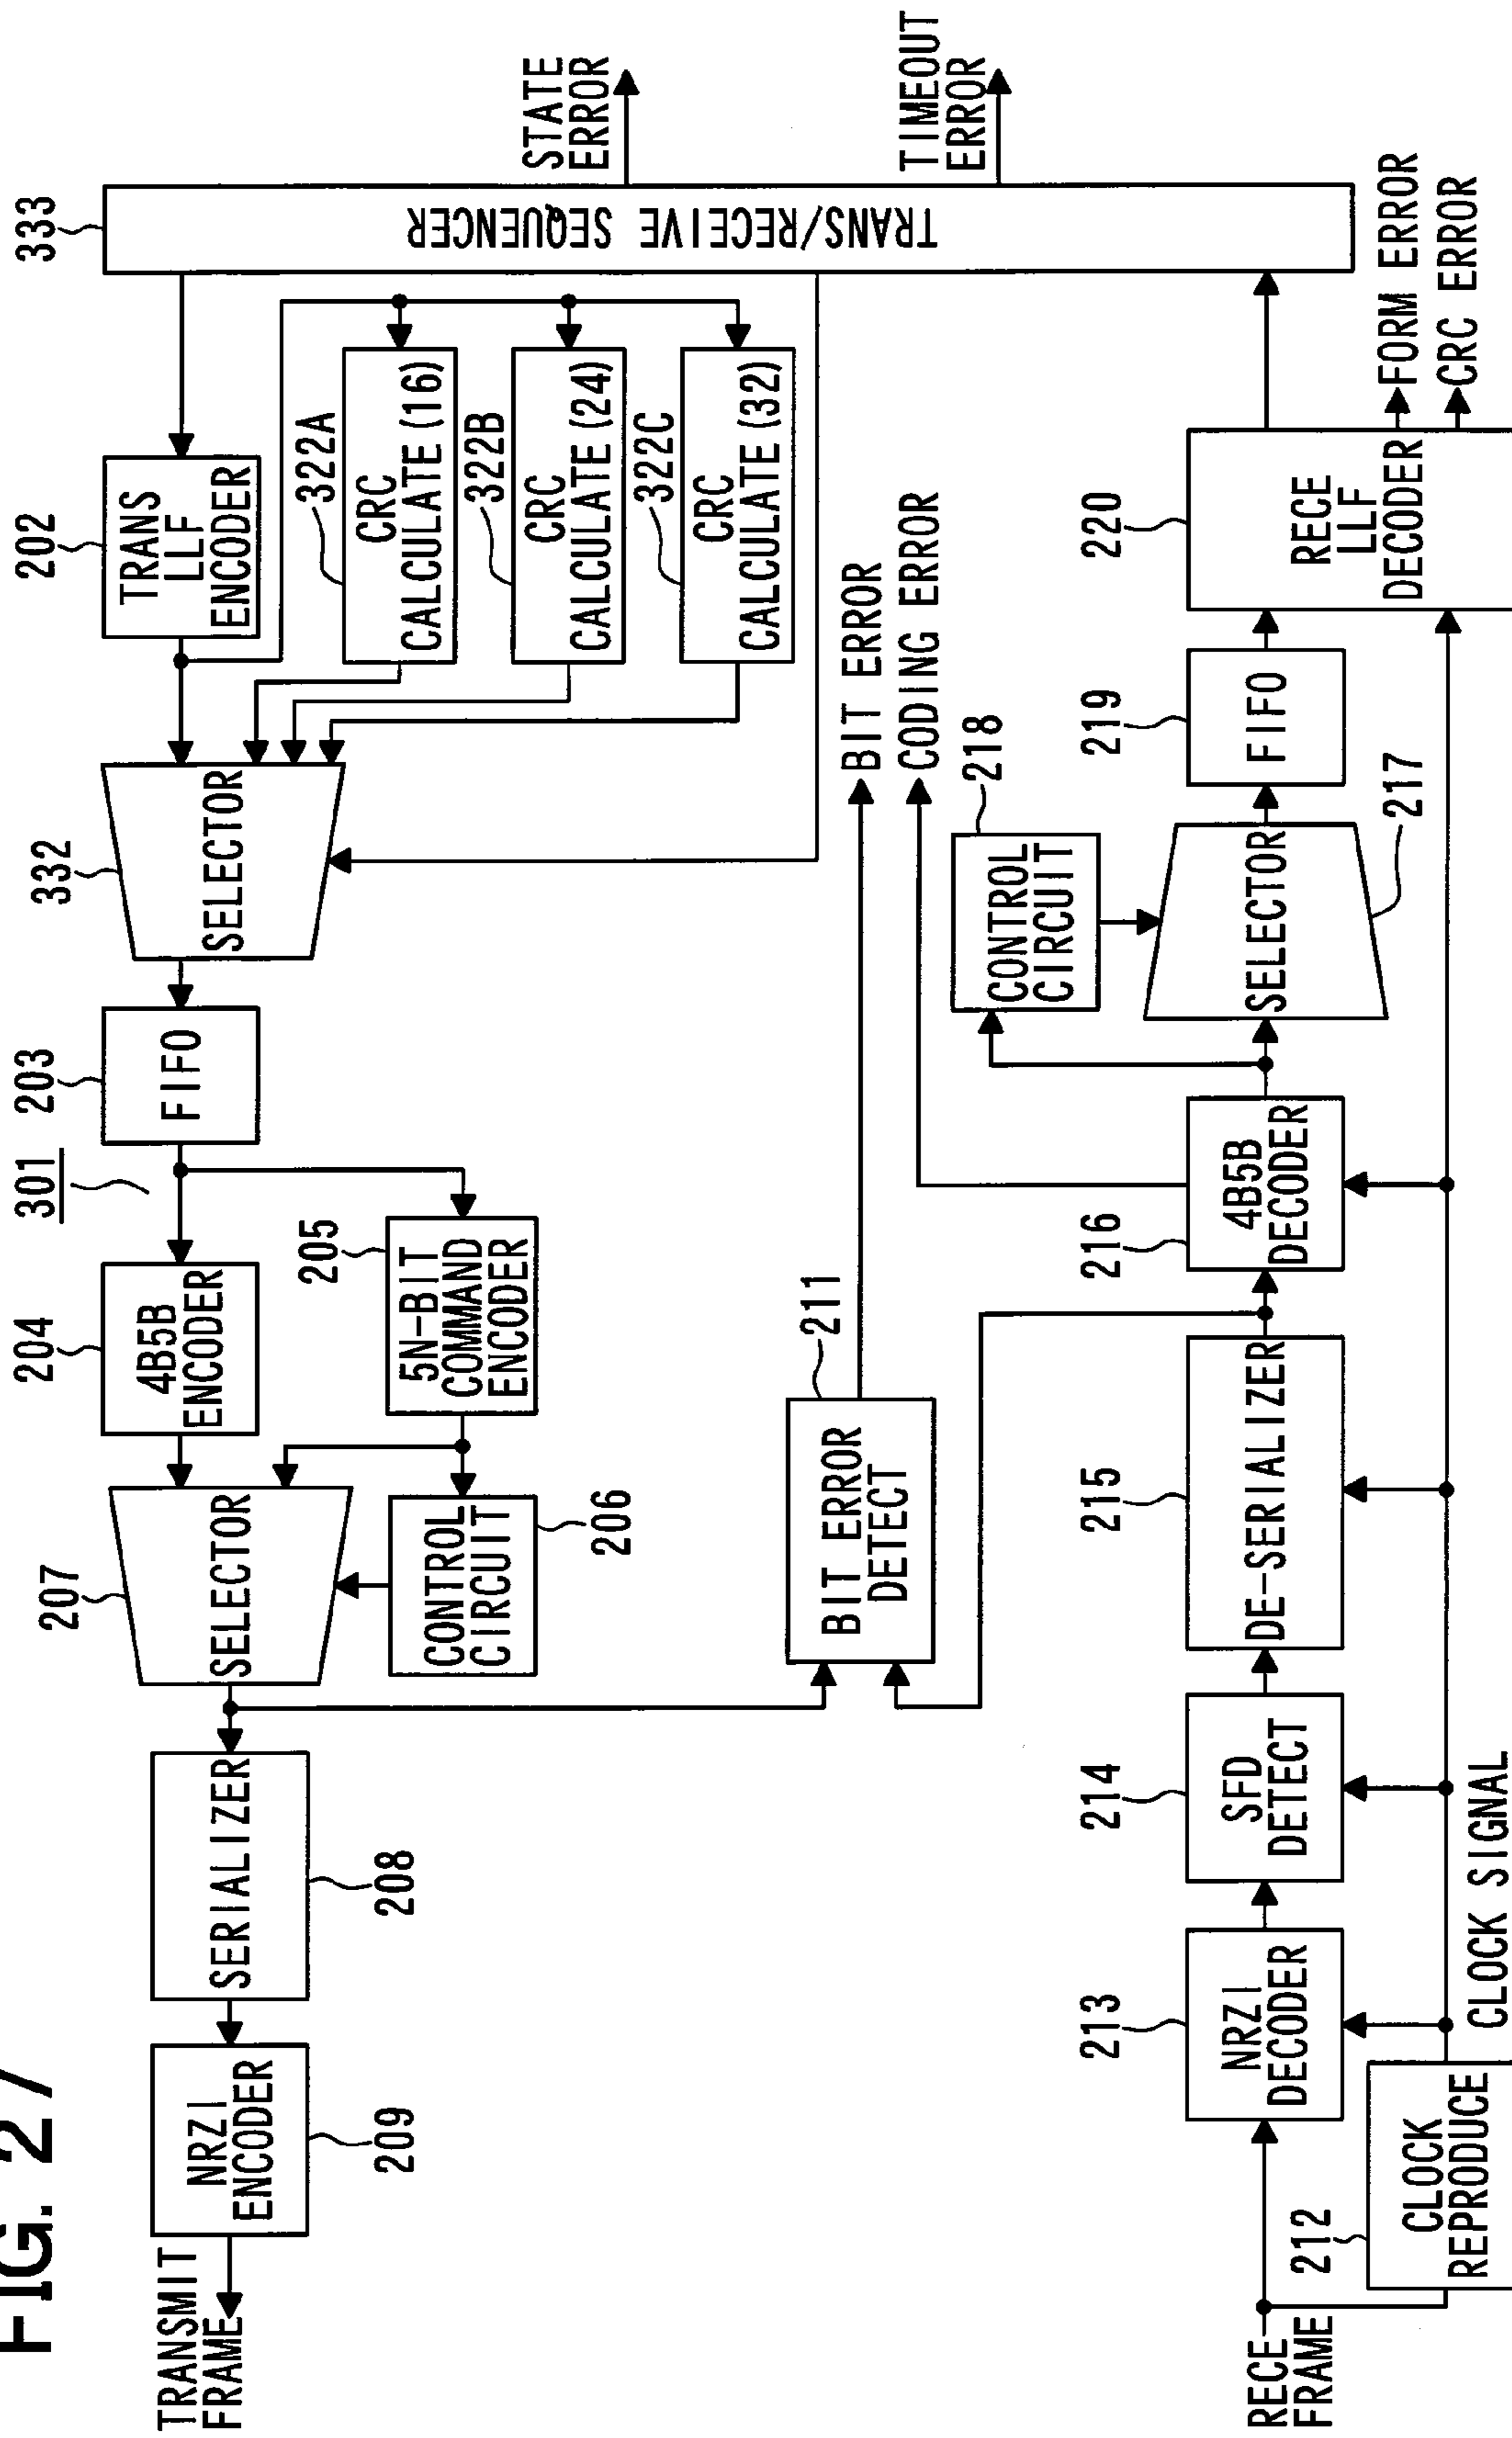 FIG. 27
TRANSMIT
FRAME
NRZI
ENCODER
209
SERIALIZER
208
207
SELECTOR
CONTROL
CIRCUIT
206
204
4B5B
ENCODER
205
5N-BIT
COMMAND
ENCODER
301
203
FIFO
332
SELECTOR
202
TRANS
LLF
ENCODER
322A
CRC
CALCULATE(16)
322B
CRC
CALCULATE(24)
322C
CRC
CALCULATE(32)
333
TRANS/RECEIVE SEQUENCER
STATE
ERROR
TIMEOUT
ERROR
211
BIT ERROR
DETECT
BIT ERROR
CODING ERROR
RECE
FRAME
212
CLOCK
REPRODUCE
213
NRZI
DECODER
214
SFD
DETECT
CLOCK SIGNAL
215
DE-SERIALIZER
216
4B5B
DECODER
218
CONTROL
CIRCUIT
SELECTOR
217
219
FIFO
220
RECE
LLF
DECODER
FORM ERROR
CRC ERROR